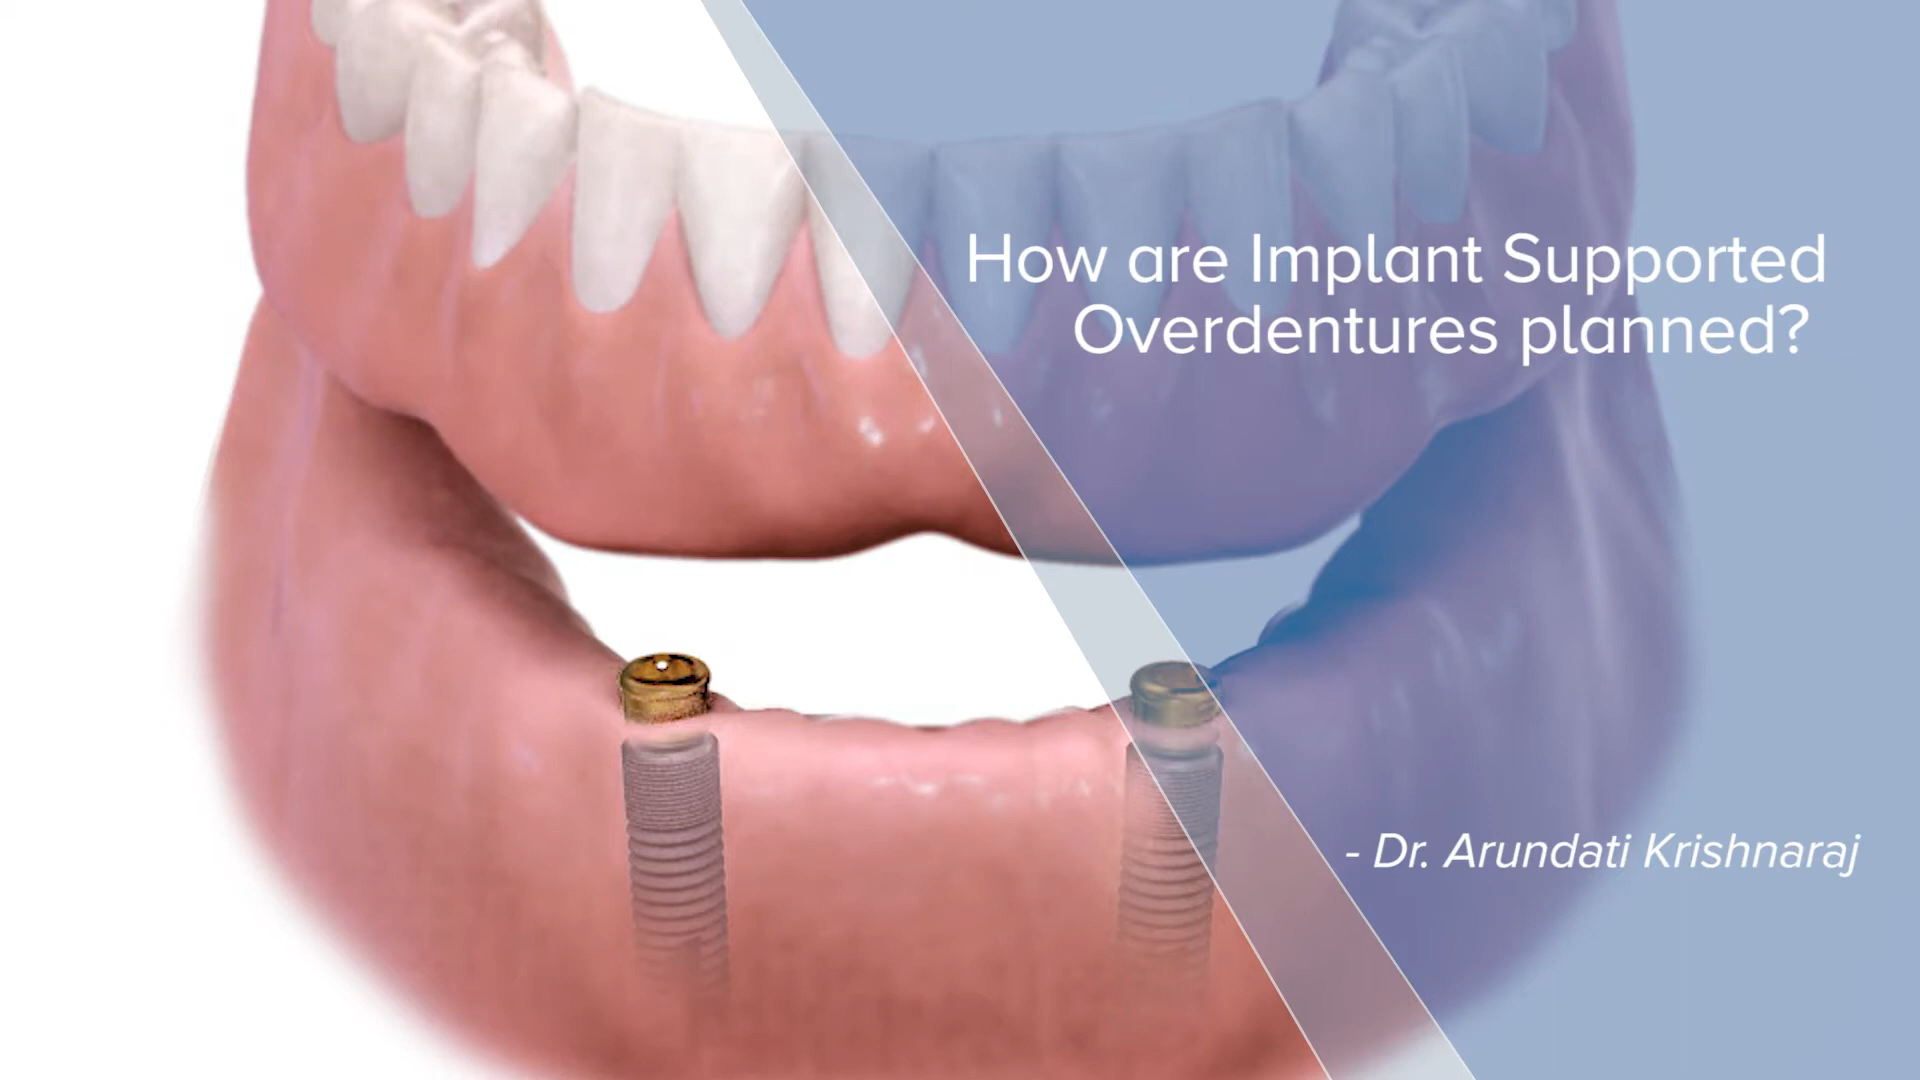 How are Implant Supported
Overdentures planned?
- Dr. Arundati Krishnaraj